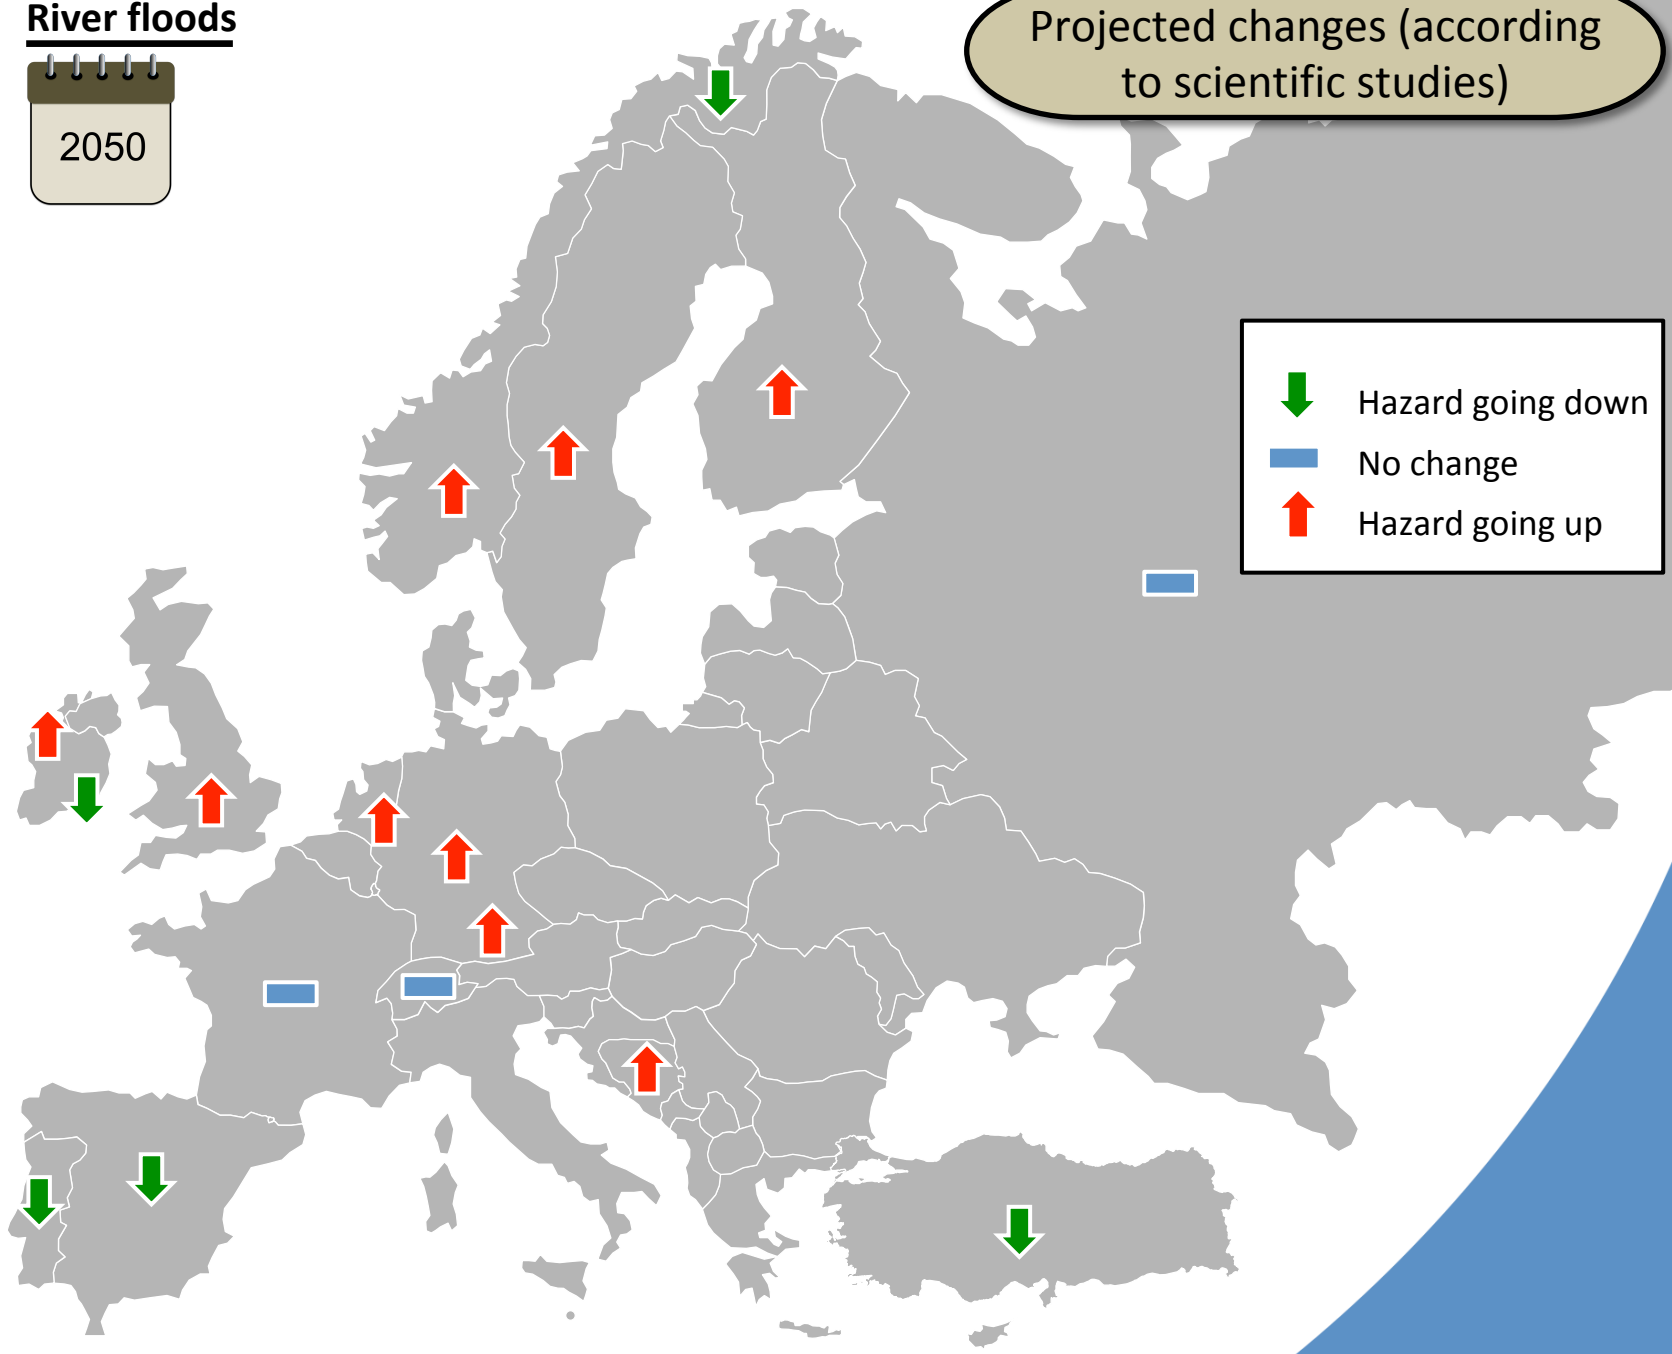 River floods
2050
Projected changes (according
to scientific studies)
Hazard going down
No change
Hazard going up